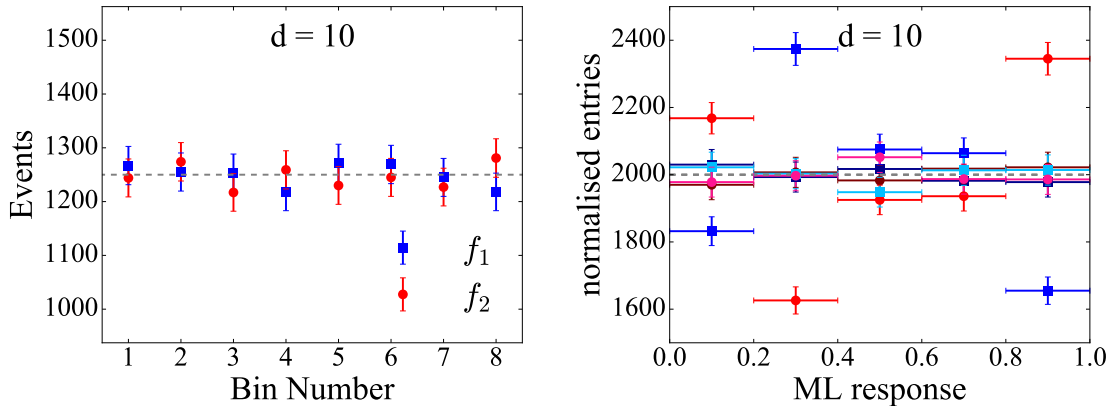 d = 10
1500
1400
1300
1200
1100
1000
Events
f1
f2
1 2 3 4 5 6 7 8
Bin Number
d = 10
2400
2200
2000
1800
1600
normalised entries
0.0 0.2 0.4 0.6 0.8 1.0
ML response